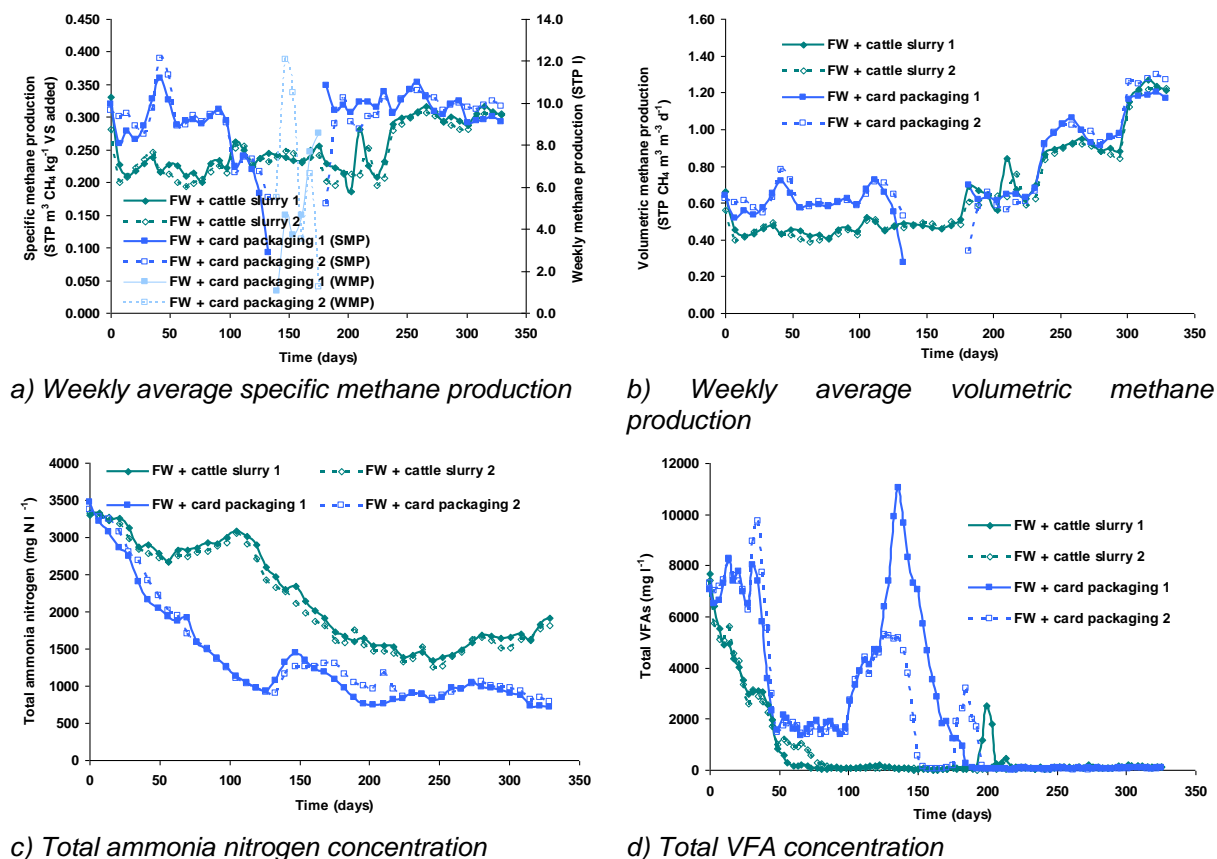 Specific methane production
(STP m³ CH₄ kg⁻¹ VS added)
0.450
0.400
0.350
0.300
0.250
0.200
0.150
0.100
0.050
0.000
14.0
12.0
10.0
8.0
6.0
4.0
2.0
0.0
Weekly methane production (STP l)
FW + cattle slurry 1
FW + cattle slurry 2
FW + card packaging 1 (SMP)
FW + card packaging 2 (SMP)
FW + card packaging 1 (WMP)
FW + card packaging 2 (WMP)
0 50 100 150 200 250 300 350
Time (days)
a) Weekly average specific methane production
Volumetric methane production
(STP CH₄ m³ m⁻³ d⁻¹)
1.60
1.40
1.20
1.00
0.80
0.60
0.40
0.20
0.00
FW + cattle slurry 1
FW + cattle slurry 2
FW + card packaging 1
FW + card packaging 2
0 50 100 150 200 250 300 350
Time (days)
b) Weekly average volumetric methane
production
Total ammonia nitrogen (mg N l⁻¹)
4000
3500
3000
2500
2000
1500
1000
500
0
FW + cattle slurry 1 FW + cattle slurry 2
FW + card packaging 1 FW + card packaging 2
0 50 100 150 200 250 300 350
Time (days)
c) Total ammonia nitrogen concentration
Total VFAs (mg l⁻¹)
12000
10000
8000
6000
4000
2000
0
FW + cattle slurry 1
FW + cattle slurry 2
FW + card packaging 1
FW + card packaging 2
0 50 100 150 200 250 300 350
Time (days)
d) Total VFA concentration